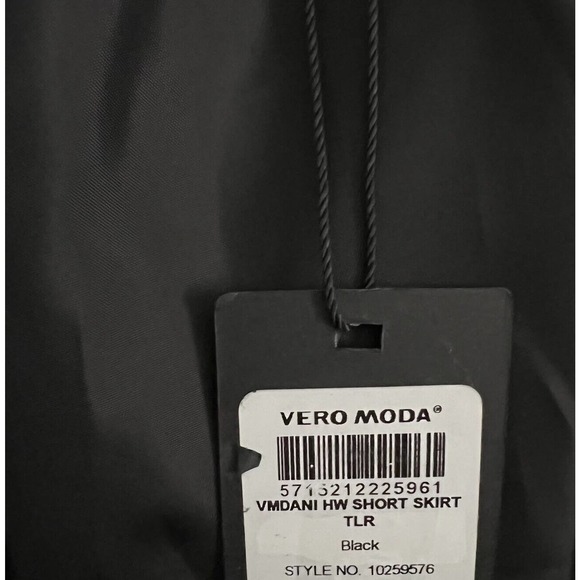 VERO MODA®
5715212225961
VMDANI HW SHORT SKIRT
TLR
Black
STYLE NO. 10259576